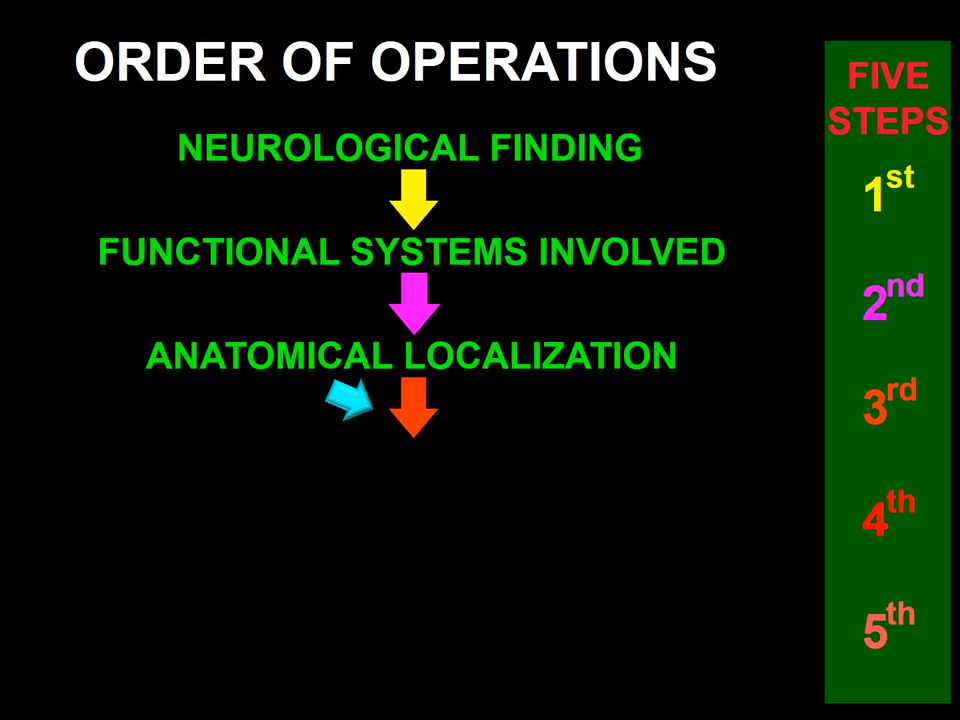 ORDER OF OPERATIONS
NEUROLOGICAL FINDING
FUNCTIONAL SYSTEMS INVOLVED
ANATOMICAL LOCALIZATION
FIVE
STEPS
1st
2nd
3rd
4th
5th